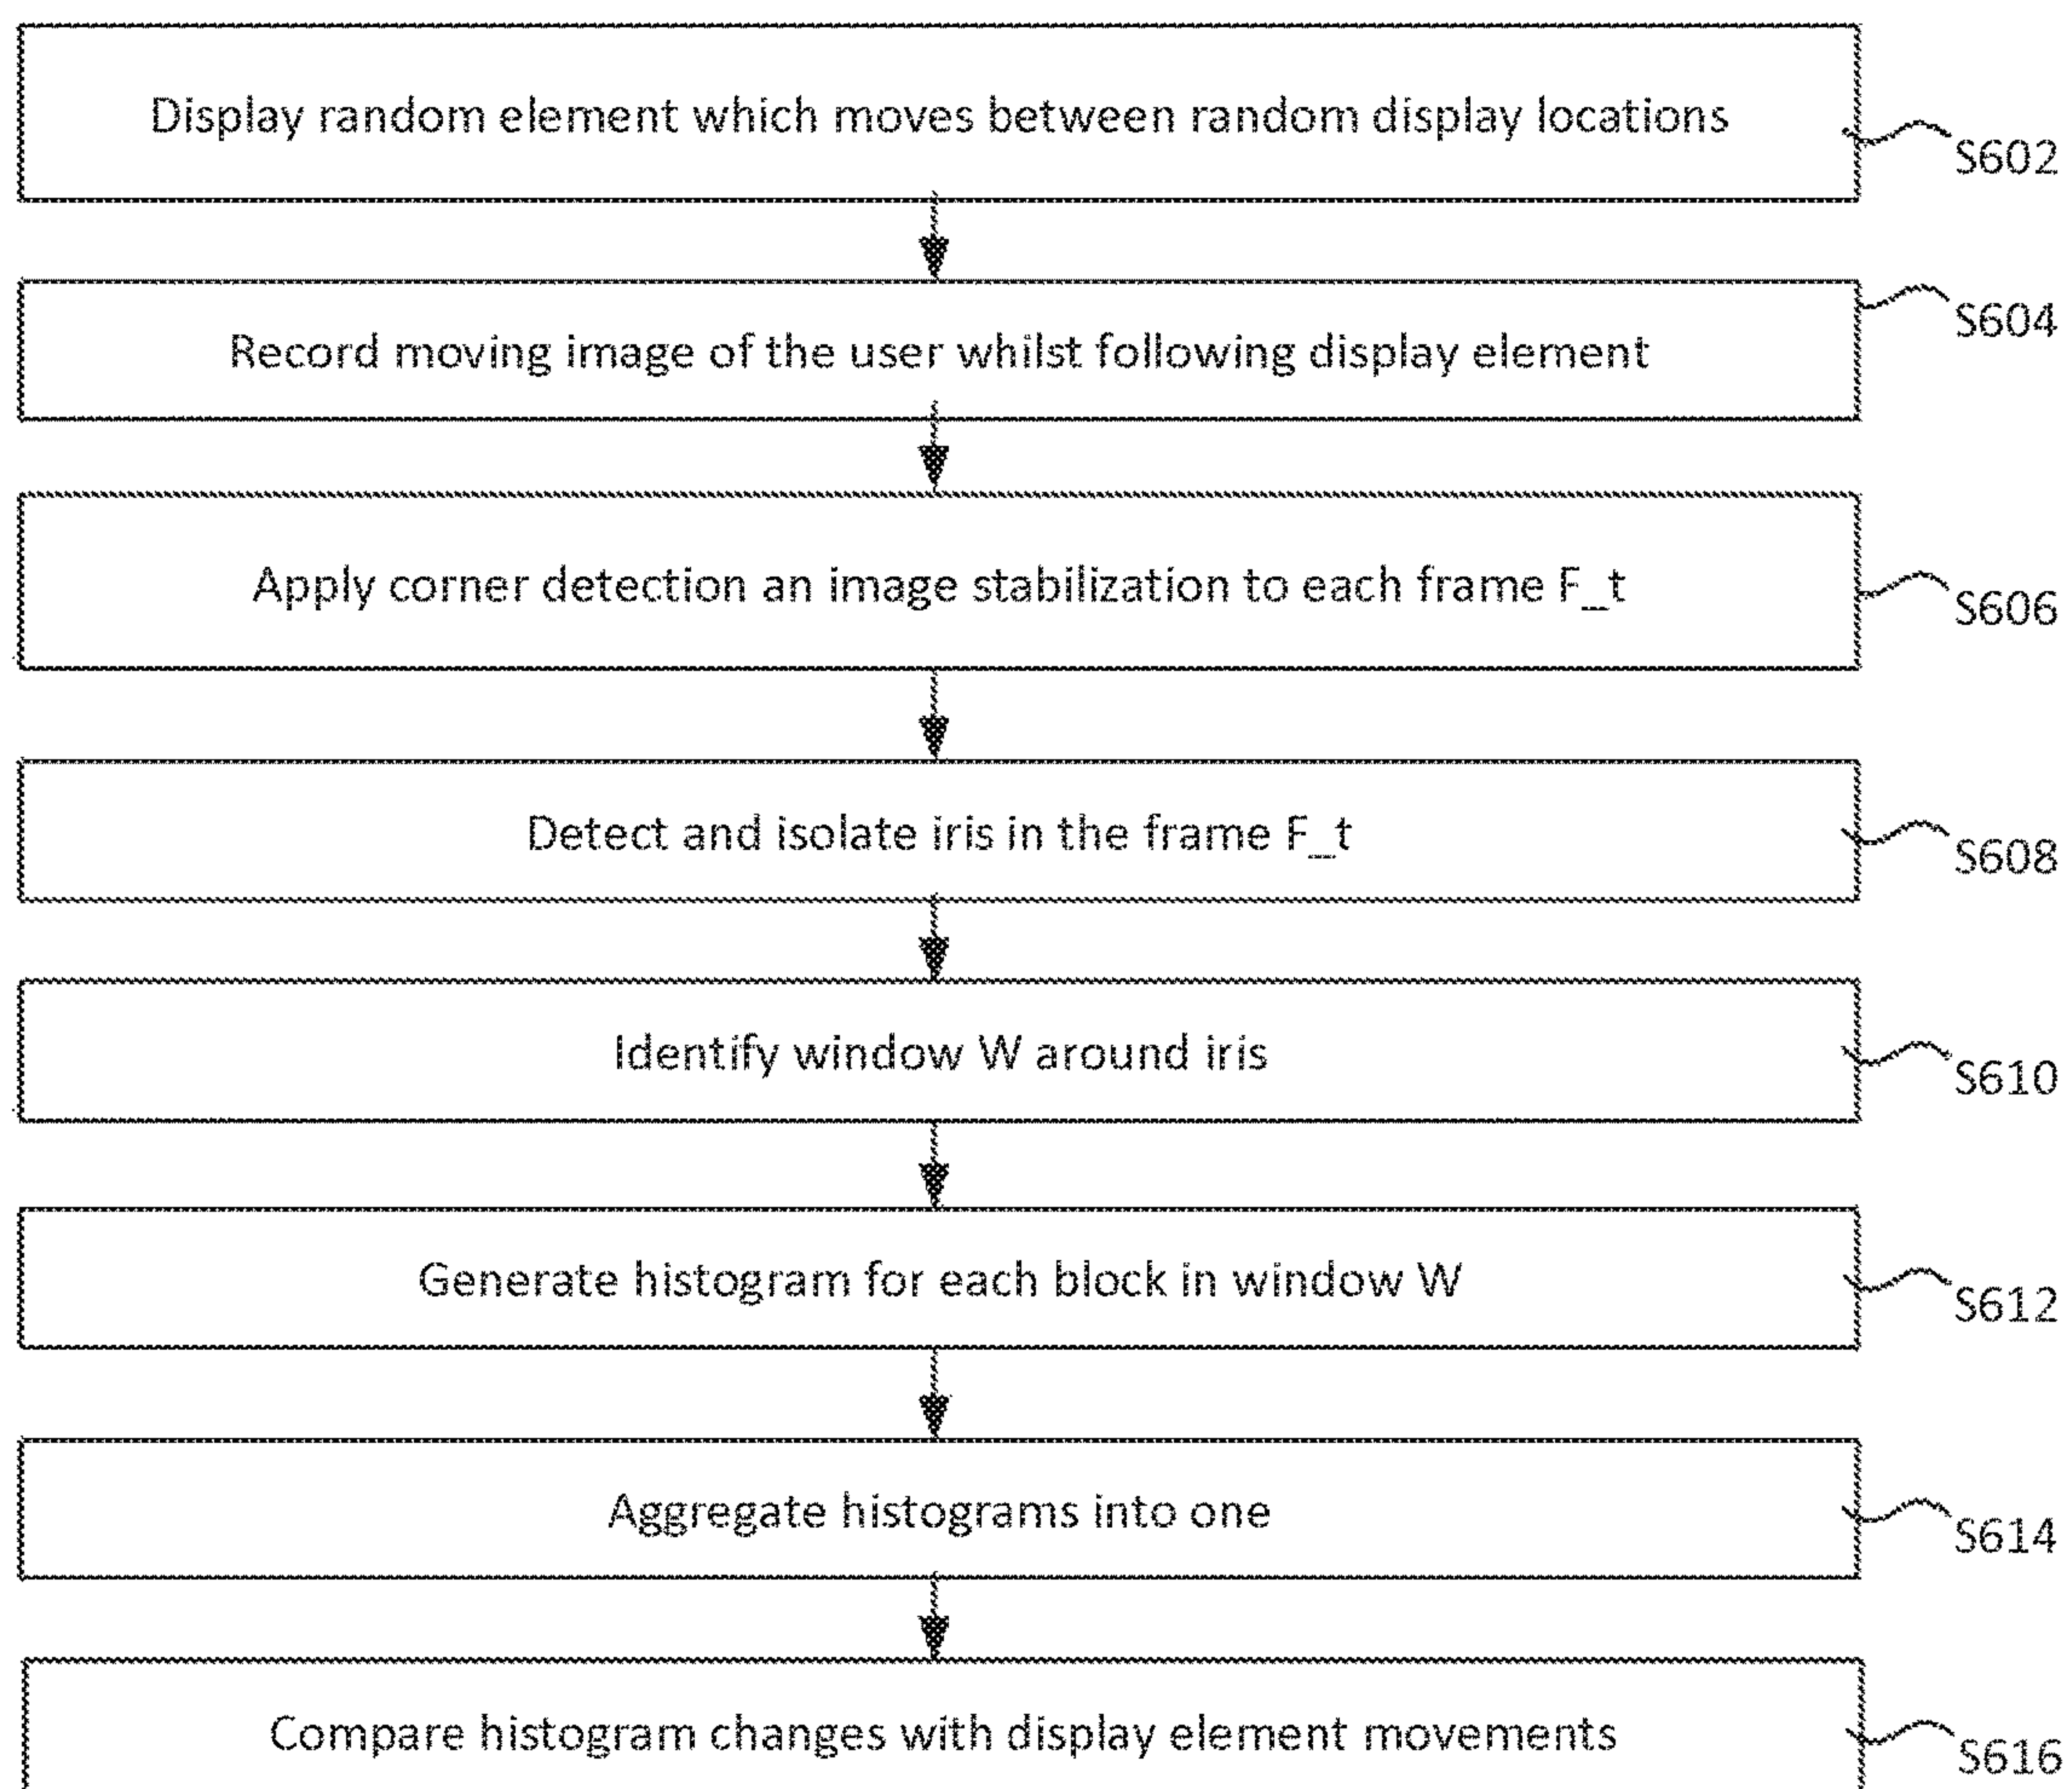 Display random element which moves between random display locations
S602
Record moving image of the user whilst following display element
S604
Apply corner detection an image stabilization to each frame F_t
S606
Detect and isolate iris in the frame F_t
S608
Identify window W around iris
S610
Generate histogram for each block in window W
S612
Aggregate histograms into one
S614
Compare histogram changes with display element movements
S616